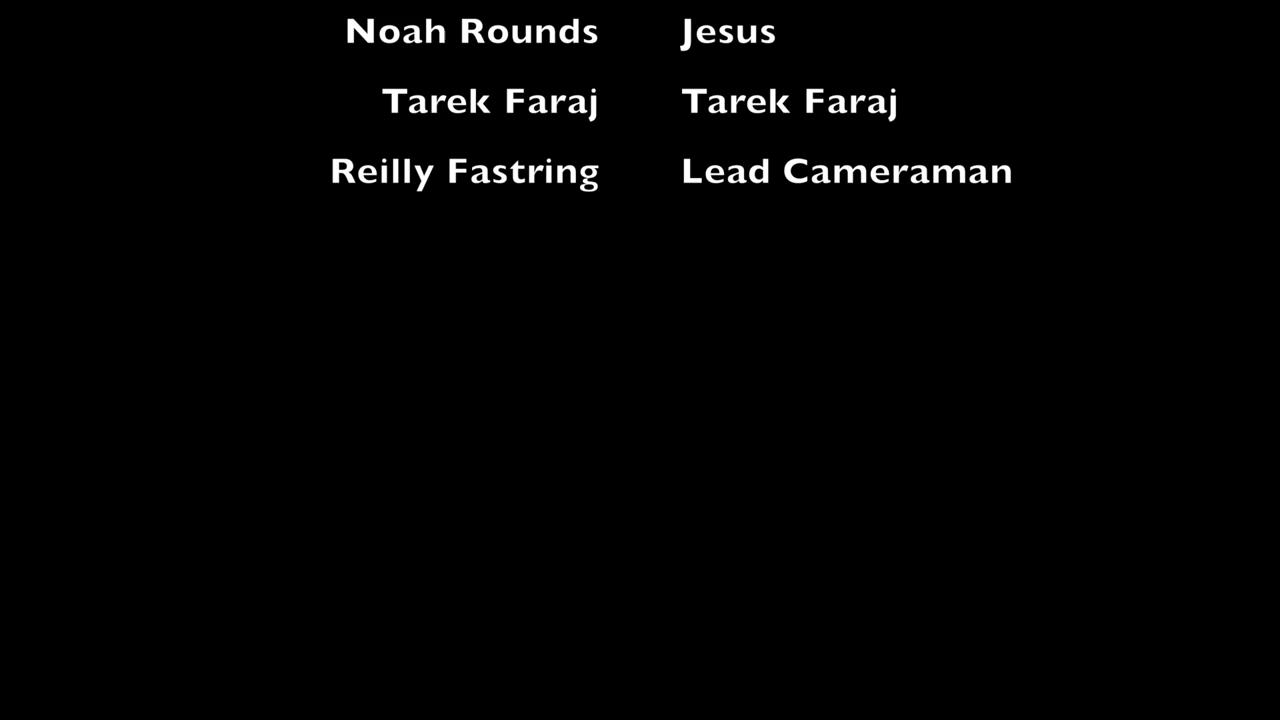 Noah Rounds Jesus
Tarek Faraj Tarek Faraj
Reilly Fastring Lead Cameraman